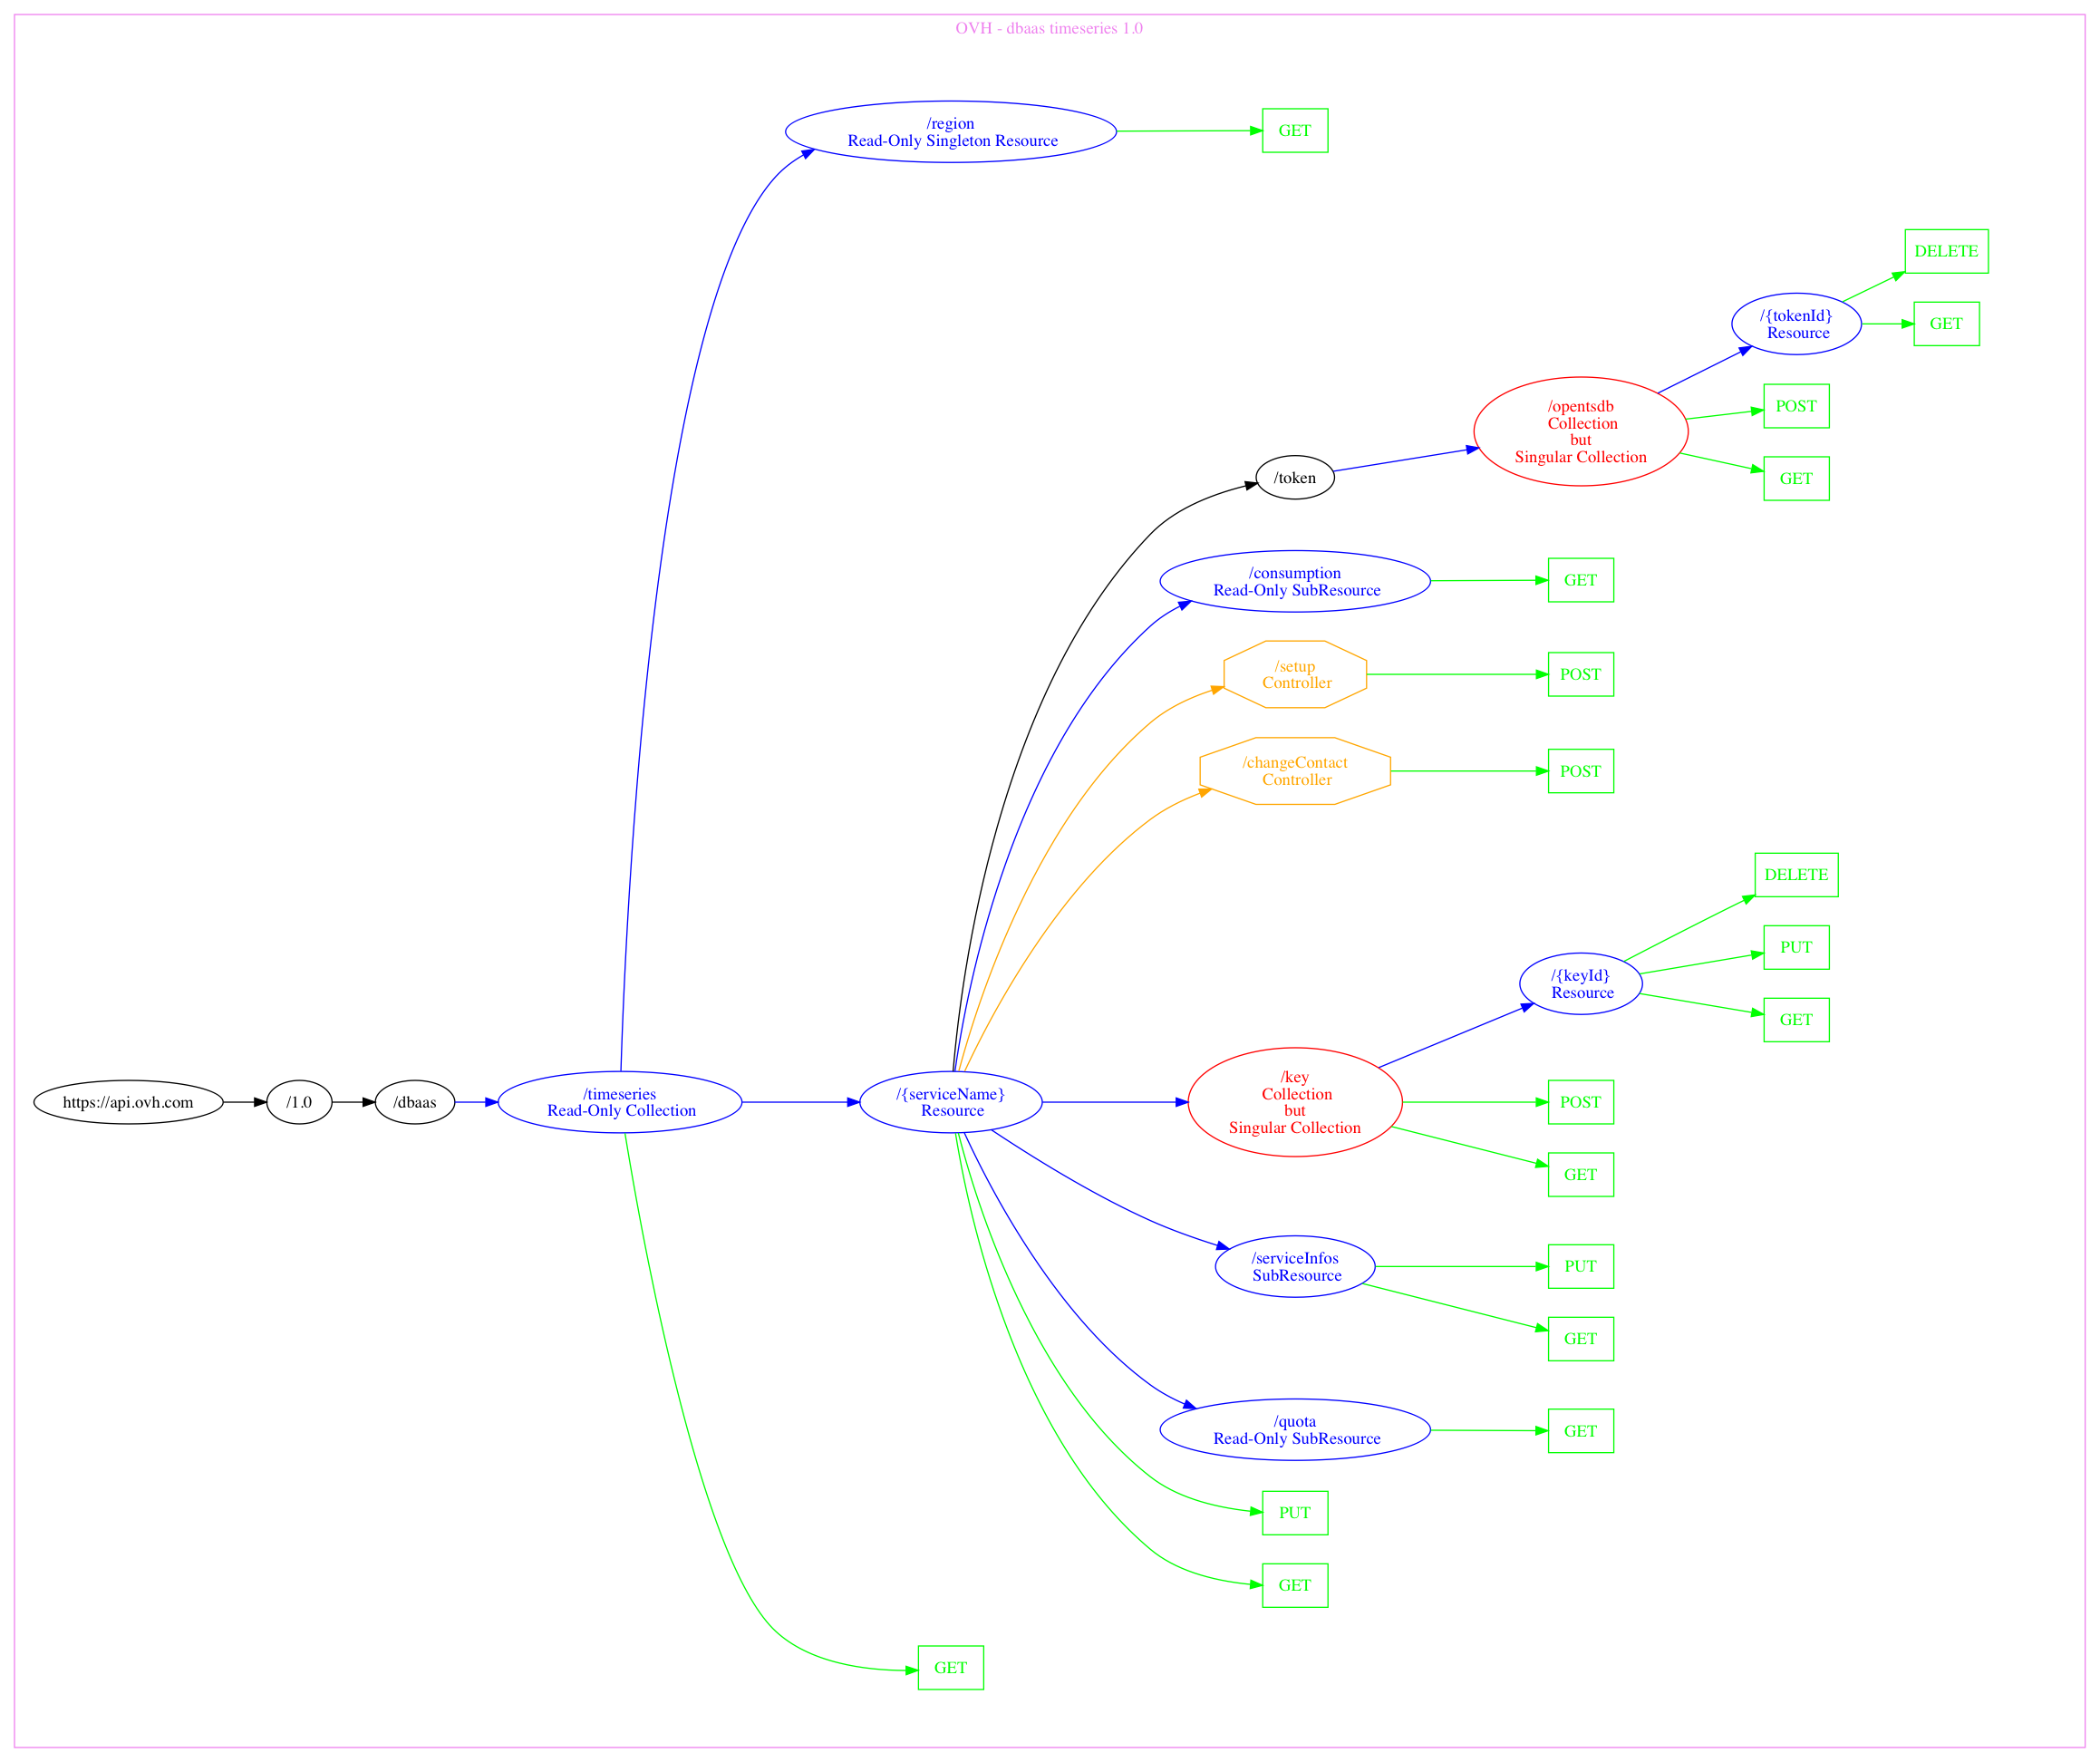 OVH - dbaas timeseries 1.0
/region
Read-Only Singleton Resource
GET
DELETE
/{tokenId}
Resource
GET
/opentsdb
Collection
but
Singular Collection
POST
GET
/token
/consumption
Read-Only SubResource
GET
/setup
Controller
POST
/changeContact
Controller
POST
DELETE
PUT
/{keyId}
Resource
GET
https://api.ovh.com
/1.0
/dbaas
/timeseries
Read-Only Collection
/{serviceName}
Resource
/key
Collection
but
Singular Collection
POST
GET
/serviceInfos
SubResource
PUT
GET
/quota
Read-Only SubResource
GET
PUT
GET
GET